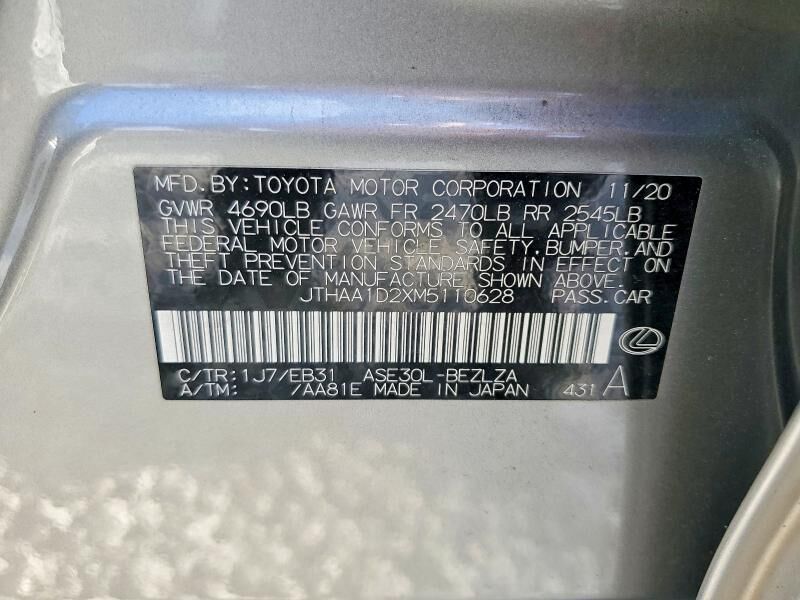 MFD.BY:TOYOTA MOTOR CORPORATION 11/20
GVWR 4690LB GAWR FR 2470LB RR 2545LB
THIS VEHICLE CONFORMS TO ALL APPLICABLE
FEDERAL MOTOR VEHICLE SAFETY,BUMPER,AND
THEFT PREVENTION STANDARDS IN EFFECT ON
THE DATE OF MANUFACTURE SHOWN ABOVE.
JTHAA1D2XM5110628 PASS.CAR
C/TR:1J7/EB31 ASE30L-BEZLZA
A/TM: /AA81E MADE IN JAPAN 431 A